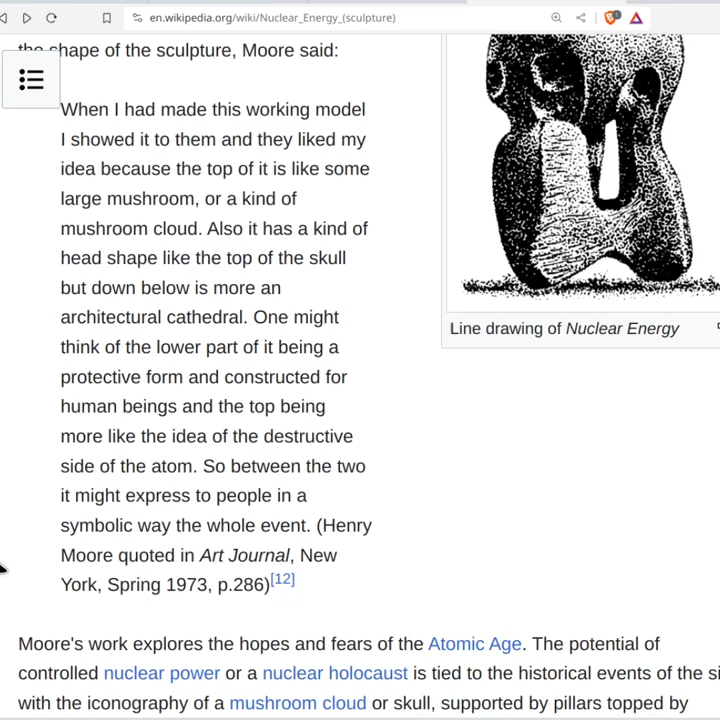 en.wikipedia.org/wiki/Nuclear_Energy_(sculpture)
the shape of the sculpture, Moore said:
When I had made this working model
I showed it to them and they liked my
idea because the top of it is like some
large mushroom, or a kind of
mushroom cloud. Also it has a kind of
head shape like the top of the skull
but down below is more an
architectural cathedral. One might
think of the lower part of it being a
protective form and constructed for
human beings and the top being
more like the idea of the destructive
side of the atom. So between the two
it might express to people in a
symbolic way the whole event. (Henry
Moore quoted in Art Journal, New
York, Spring 1973, p.286)[12]
Line drawing of Nuclear Energy
Moore's work explores the hopes and fears of the Atomic Age. The potential of
controlled nuclear power or a nuclear holocaust is tied to the historical events of the si
with the iconography of a mushroom cloud or skull, supported by pillars topped by